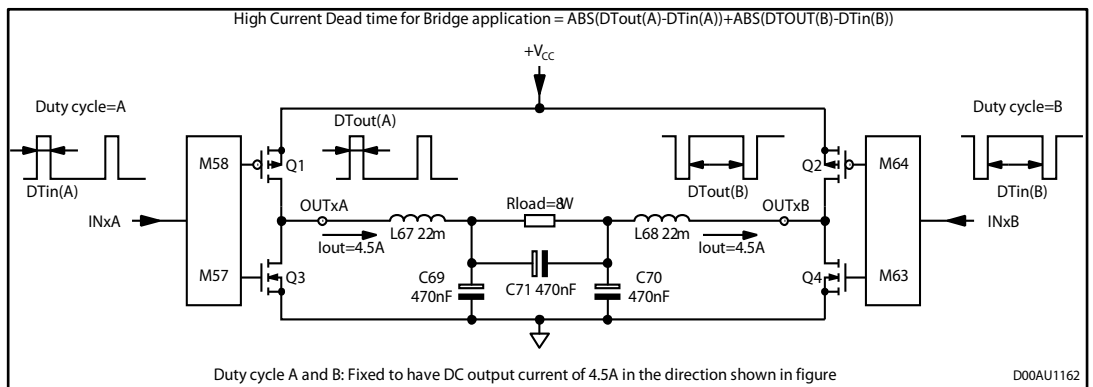 High Current Dead time for Bridge application = ABS(DTout(A)-DTin(A))+ABS(DTOUT(B)-DTin(B))
+VCC
Duty cycle=A
DTout(A)
Duty cycle=B
M58
Q1
Q2
M64
DTin(A)
DTout(B)
DTin(B)
INxA
OUTxA
Rload=8W
OUTxB
INxB
L67 22m
L68 22m
Iout=4.5A
Iout=4.5A
M57
Q3
C69
470nF
C71 470nF
C70
470nF
Q4
M63
Duty cycle A and B: Fixed to have DC output current of 4.5A in the direction shown in figure
D00AU1162